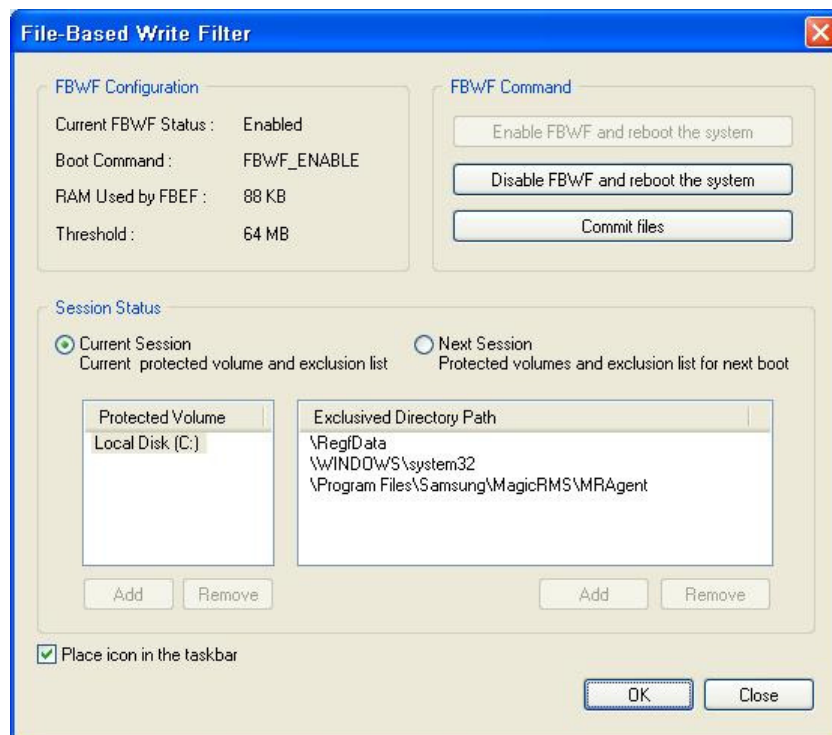 File-Based Write Filter
FBWF Configuration
Current FBWF Status : Enabled
Boot Command : FBWF_ENABLE
RAM Used by FBEF : 88 KB
Threshold : 64 MB
FBWF Command
Enable FBWF and reboot the system
Disable FBWF and reboot the system
Commit files
Session Status
Current Session
Current protected volume and exclusion list
Next Session
Protected volumes and exclusion list for next boot
Protected Volume
Local Disk (C:)
Exclusived Directory Path
\RegfData
\WINDOWS\system32
\Program Files\Samsung\MagicRMS\MRAgent
Add Remove
Add Remove
Place icon in the taskbar
OK Close